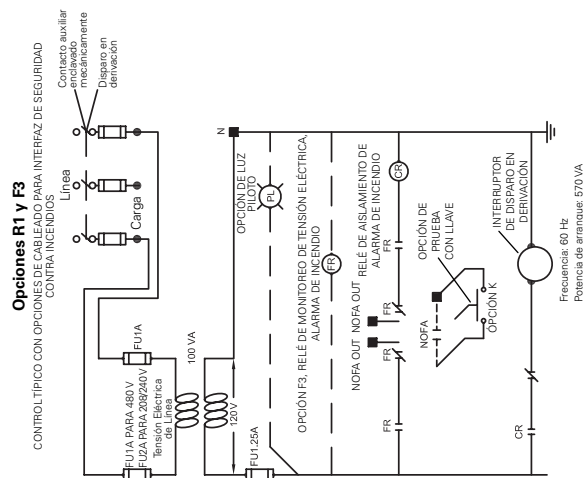 Opciones R1 y F3
CONTROL TÍPICO CON OPCIONES DE CABLEADO PARA INTERFAZ DE SEGURIDAD
CONTRA INCENDIOS
Contacto auxiliar
enclavado
mecánicamente
Disparo en
derivación
Línea
Carga
FU1A
FU1A PARA 480 V
FU2A PARA 208/240 V
Tensión Eléctrica
de Línea
100 VA
120 V
FU1.25A
N
OPCIÓN DE LUZ
PILOTO
PL
OPCIÓN F3, RELÉ DE MONITOREO DE TENSIÓN ELÉCTRICA,
ALARMA DE INCENDIO
FR
NOFA OUT
NOFA OUT
RELÉ DE AISLAMIENTO DE
ALARMA DE INCENDIO
FR
FR
FR
FR
CR
NOFA
OPCIÓN DE
PRUEBA
CON LLAVE
OPCIÓN K
CR
INTERRUPTOR
DE DISPARO EN
DERIVACIÓN
Frecuencia: 60 Hz
Potencia de arranque: 570 VA